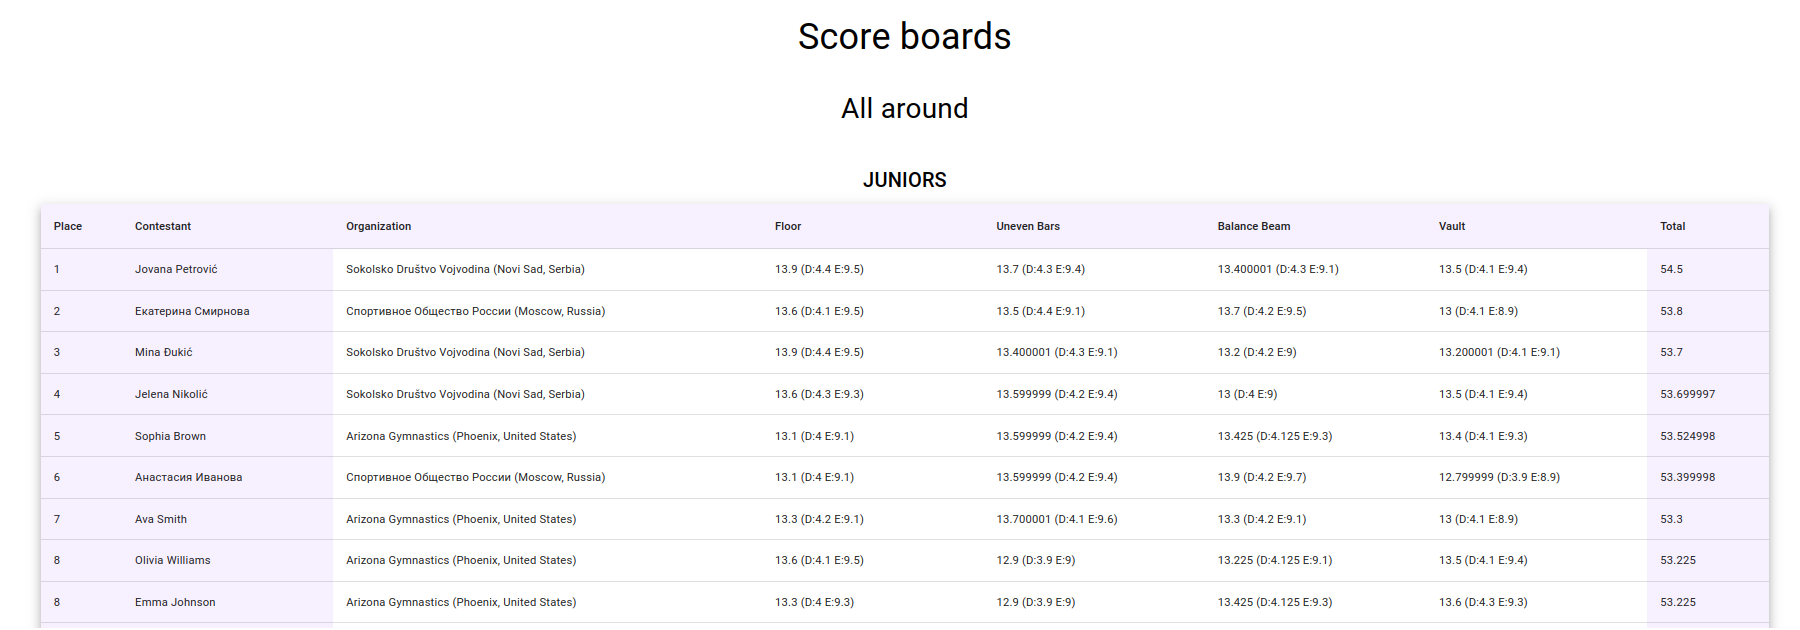 Score boards
All around
JUNIORS
Place Contestant Organization Floor Uneven Bars Balance Beam Vault Total
1 Jovana Petrović Sokolsko Društvo Vojvodina (Novi Sad, Serbia) 13.9 (D:4.4 E:9.5) 13.7 (D:4.3 E:9.4) 13.400001 (D:4.3 E:9.1) 13.5 (D:4.1 E:9.4) 54.5
2 Екатерина Смирнова Спортивное Общество России (Moscow, Russia) 13.6 (D:4.1 E:9.5) 13.5 (D:4.4 E:9.1) 13.7 (D:4.2 E:9.5) 13 (D:4.1 E:8.9) 53.8
3 Mina Đukić Sokolsko Društvo Vojvodina (Novi Sad, Serbia) 13.9 (D:4.4 E:9.5) 13.400001 (D:4.3 E:9.1) 13.2 (D:4.2 E:9) 13.200001 (D:4.1 E:9.1) 53.7
4 Jelena Nikolić Sokolsko Društvo Vojvodina (Novi Sad, Serbia) 13.6 (D:4.3 E:9.3) 13.599999 (D:4.2 E:9.4) 13 (D:4 E:9) 13.5 (D:4.1 E:9.4) 53.699997
5 Sophia Brown Arizona Gymnastics (Phoenix, United States) 13.1 (D:4 E:9.1) 13.599999 (D:4.2 E:9.4) 13.425 (D:4.125 E:9.3) 13.4 (D:4.1 E:9.3) 53.524998
6 Анастасия Иванова Спортивное Общество России (Moscow, Russia) 13.1 (D:4 E:9.1) 13.599999 (D:4.2 E:9.4) 13.9 (D:4.2 E:9.7) 12.799999 (D:3.9 E:8.9) 53.399998
7 Ava Smith Arizona Gymnastics (Phoenix, United States) 13.3 (D:4.2 E:9.1) 13.700001 (D:4.1 E:9.6) 13.3 (D:4.2 E:9.1) 13 (D:4.1 E:8.9) 53.3
8 Olivia Williams Arizona Gymnastics (Phoenix, United States) 13.6 (D:4.1 E:9.5) 12.9 (D:3.9 E:9) 13.225 (D:4.125 E:9.1) 13.5 (D:4.1 E:9.4) 53.225
8 Emma Johnson Arizona Gymnastics (Phoenix, United States) 13.3 (D:4 E:9.3) 12.9 (D:3.9 E:9) 13.425 (D:4.125 E:9.3) 13.6 (D:4.3 E:9.3) 53.225